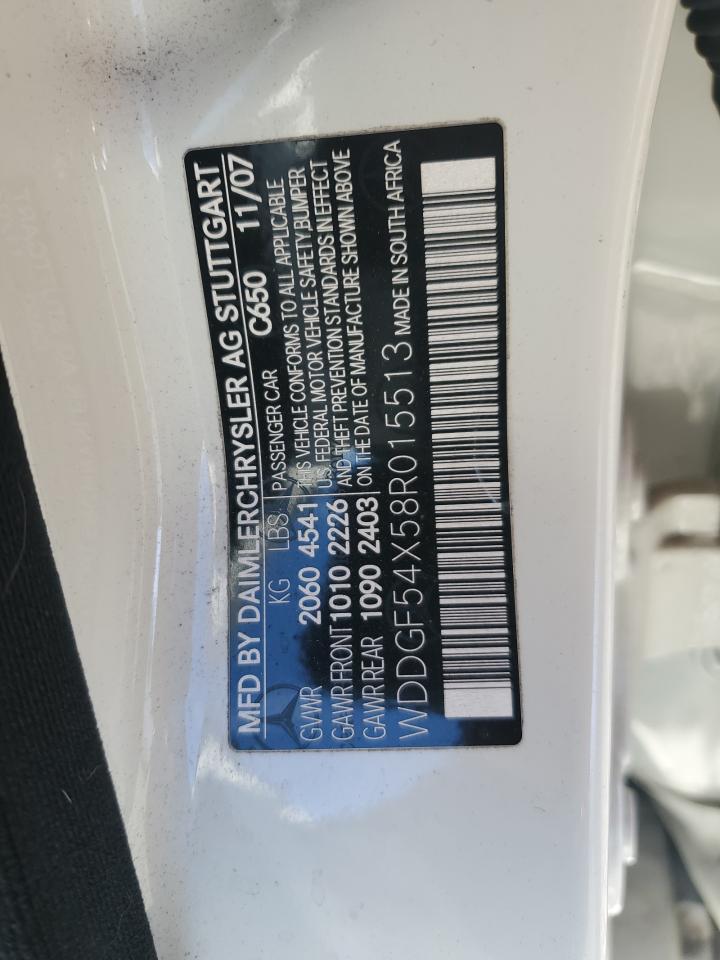 MFD BY DAIMLERCHRYSLER AG STUTTGART
KG LBS C650 11/07
GVWR 2060 4541 PASSENGER CAR
GAWR FRONT 1010 2226 THIS VEHICLE CONFORMS TO ALL APPLICABLE
GAWR REAR 1090 2403 U.S. FEDERAL MOTOR VEHICLE SAFETY,BUMPER
AND THEFT PREVENTION STANDARDS IN EFFECT
ON THE DATE OF MANUFACTURE SHOWN ABOVE
WDDGF54X58R015513 MADE IN SOUTH AFRICA